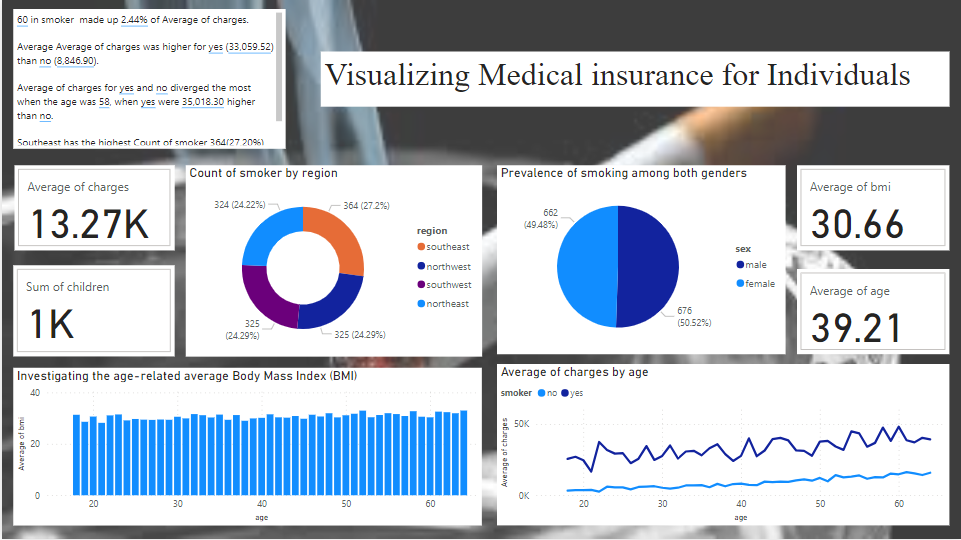 60 in smoker made up 2.44% of Average of charges.
Average Average of charges was higher for yes (33,059.52)
than no (8,846.90).
Average of charges for yes and no diverged the most
when the age was 58, when yes were 35,018.30 higher
than no.
Southeast has the highest Count of smoker 364(27.20%)
Visualizing Medical insurance for Individuals
Average of charges
13.27K
Sum of children
1K
Count of smoker by region
324 (24.22%)
364 (27.2%)
325
(24.29%)
325 (24.29%)
region
southeast
northwest
southwest
northeast
Prevalence of smoking among both genders
662
(49.48%)
676
(50.52%)
sex
male
female
Average of bmi
30.66
Average of age
39.21
Investigating the age-related average Body Mass Index (BMI)
Average of bmi
40
20
0
20 30 40 50 60
age
Average of charges by age
smoker no yes
Average of charges
50K
0K
20 30 40 50 60
age